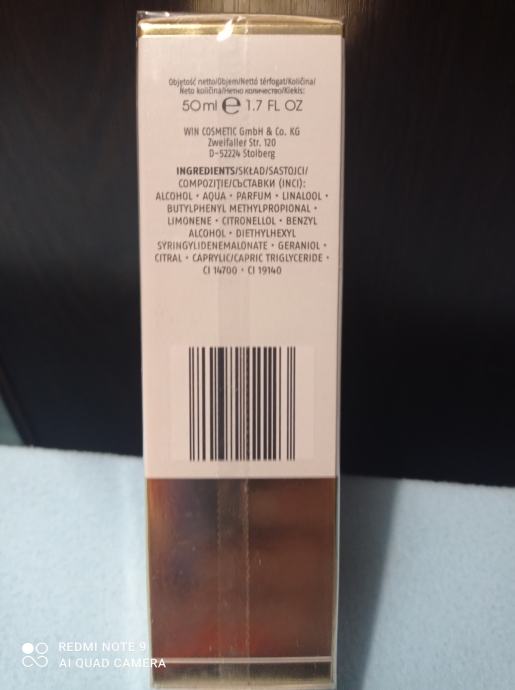 Objętość netto/Objem/Nettó térfogat/Količina/
Neto količina/Нетно количество/Kiekis:
50 ml ℮ 1.7 FL OZ
WIN COSMETIC GmbH & Co. KG
Zweifaller Str. 120
D-52224 Stolberg
INGREDIENTS/SKŁAD/SASTOJCI/
COMPOZIŢIE/СЪСТАВКИ (INCI):
ALCOHOL • AQUA • PARFUM • LINALOOL •
BUTYLPHENYL METHYLPROPIONAL •
LIMONENE • CITRONELLOL • BENZYL
ALCOHOL • DIETHYLHEXYL
SYRINGYLIDENEMALONATE • GERANIOL •
CITRAL • CAPRYLIC/CAPRIC TRIGLYCERIDE •
CI 14700 • CI 19140
REDMI NOTE 9
AI QUAD CAMERA